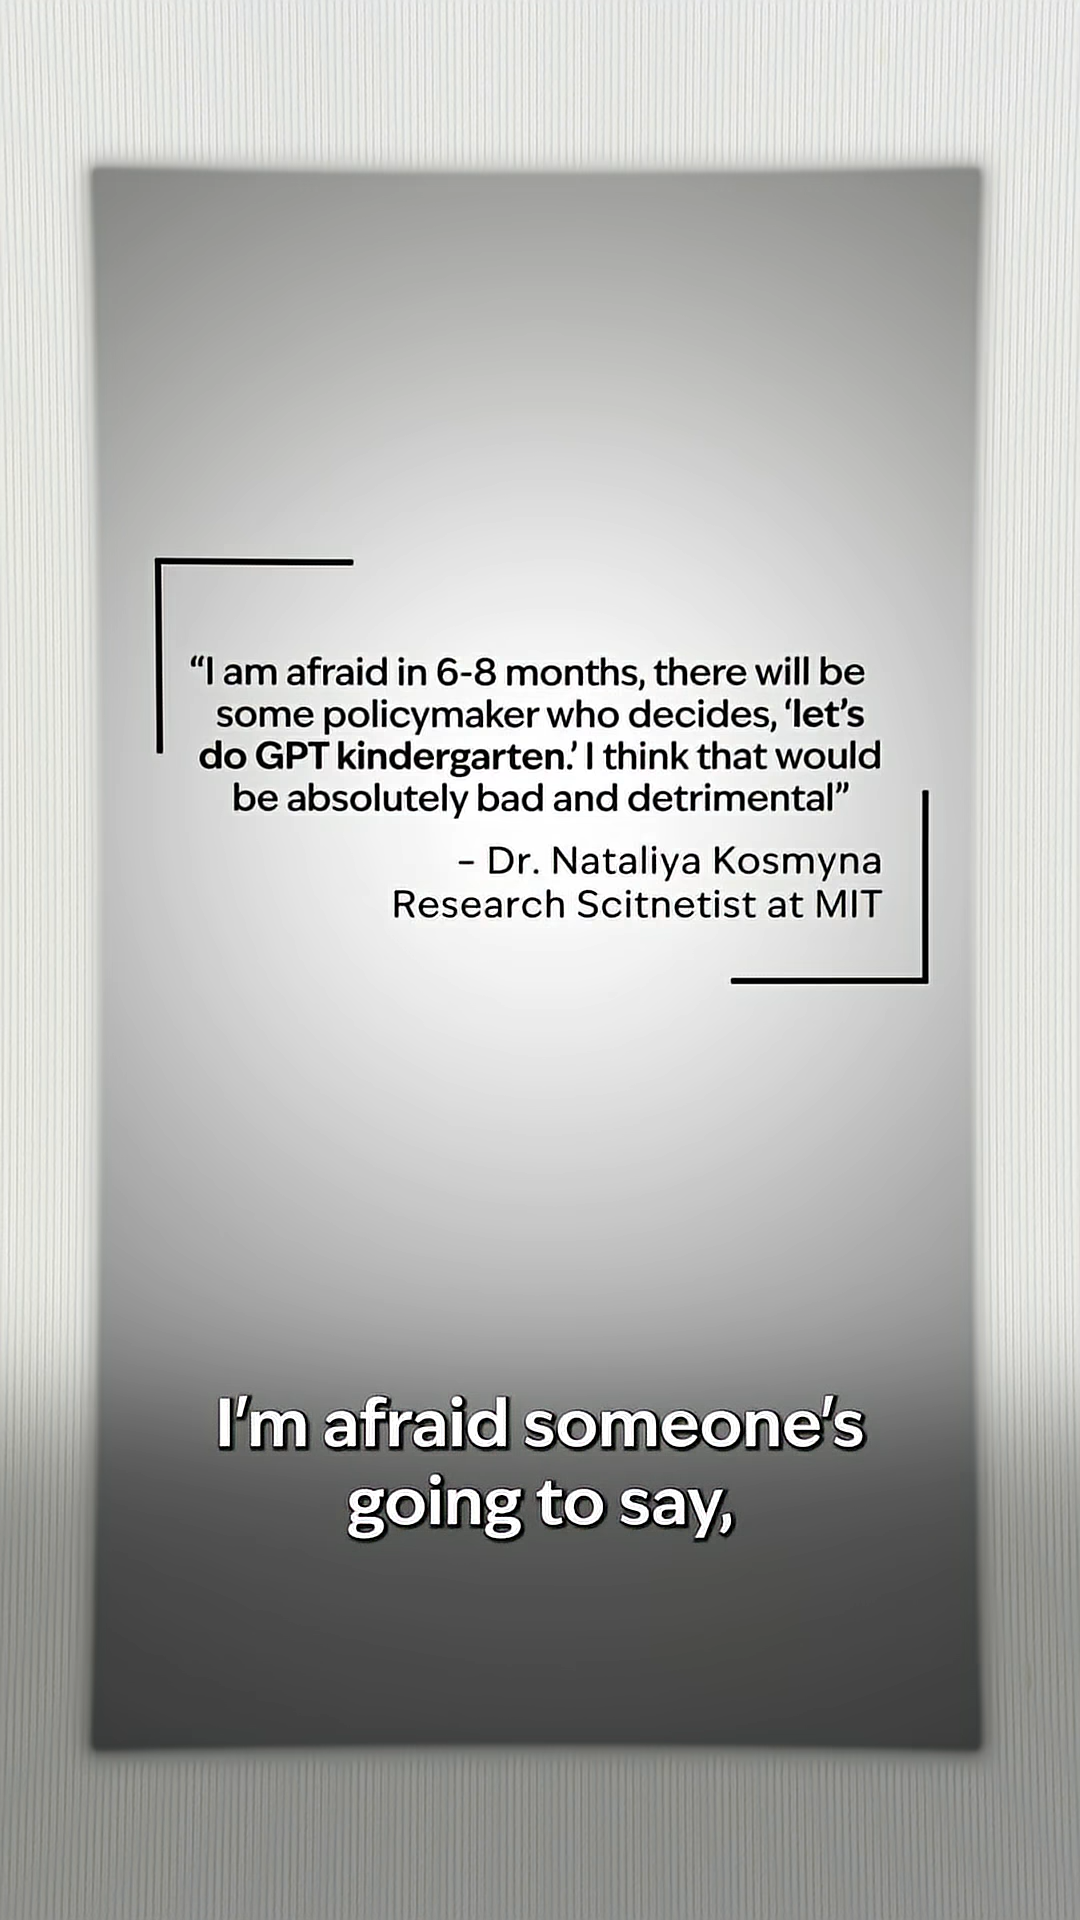 “I am afraid in 6-8 months, there will be
some policymaker who decides, ‘let’s
do GPT kindergarten.’ I think that would
be absolutely bad and detrimental”
– Dr. Nataliya Kosmyna
Research Scitnetist at MIT
I'm afraid someone's
going to say,